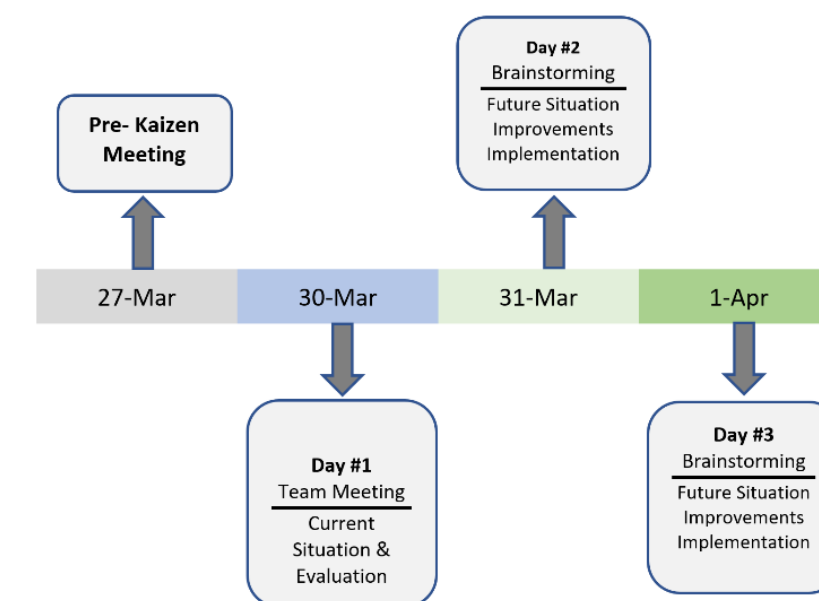 Day #2
Brainstorming
Future Situation
Improvements
Implementation
Pre- Kaizen
Meeting
27-Mar
30-Mar
31-Mar
1-Apr
Day #1
Team Meeting
Current
Situation &
Evaluation
Day #3
Brainstorming
Future Situation
Improvements
Implementation